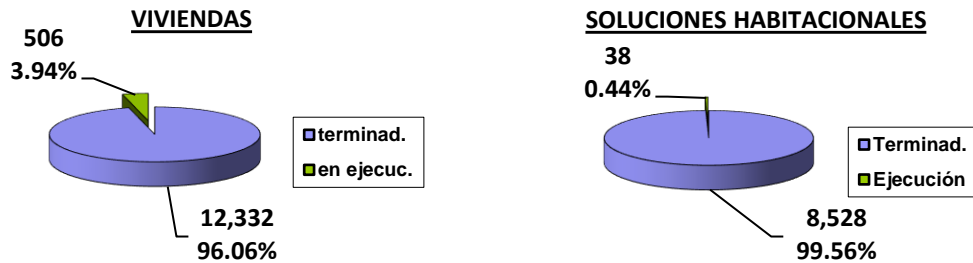 VIVIENDAS
506
3.94%
terminad.
en ejecuc.
12,332
96.06%
SOLUCIONES HABITACIONALES
38
0.44%
Terminad.
Ejecución
8,528
99.56%